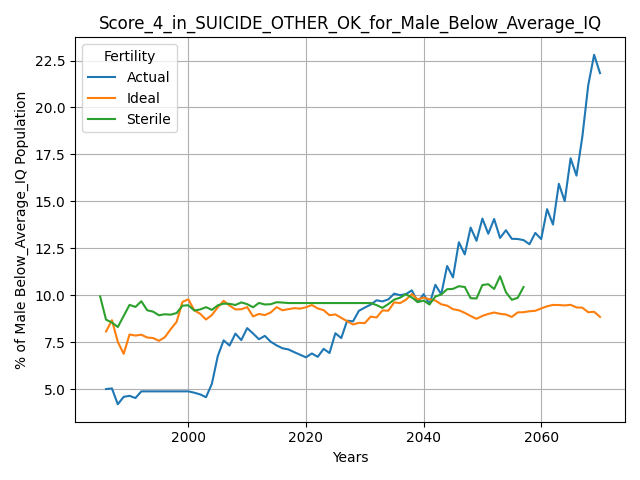 Score_4_in_SUICIDE_OTHER_OK_for_Male_Below_Average_IQ
Fertility
Actual
Ideal
Sterile
% of Male Below_Average_IQ Population
22.5
20.0
17.5
15.0
12.5
10.0
7.5
5.0
2000 2020 2040 2060
Years